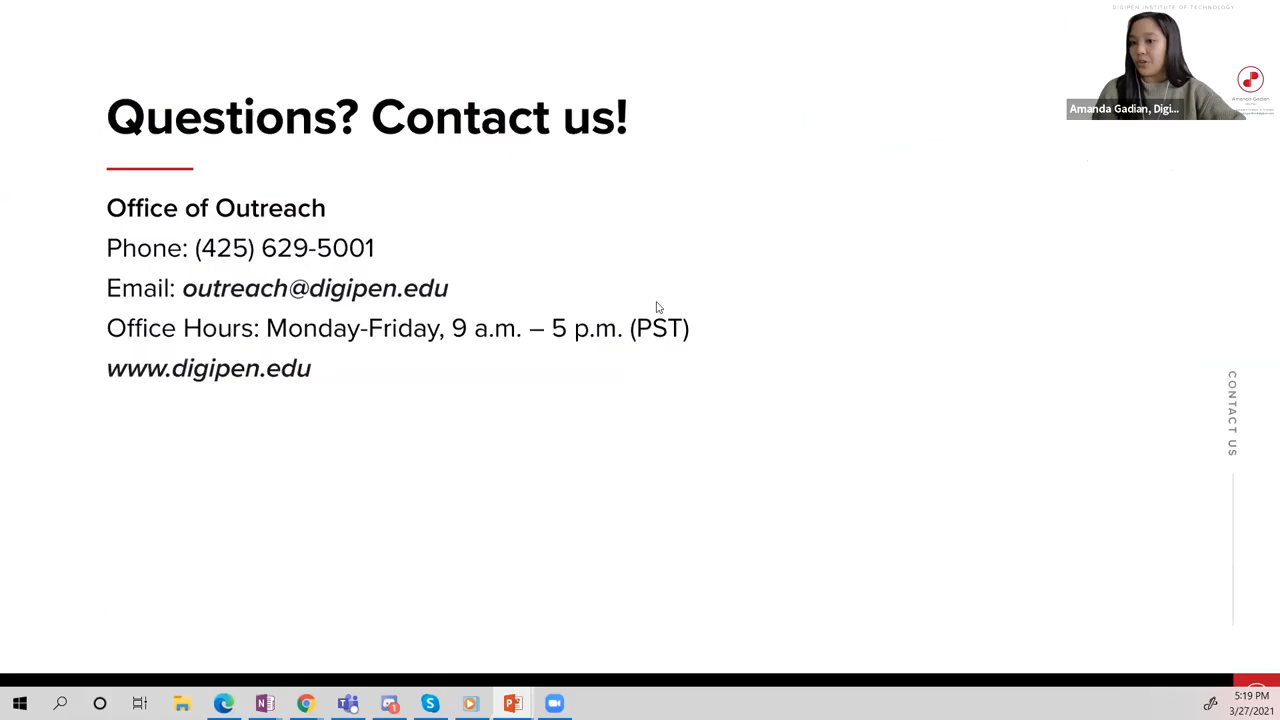 DIGIPEN INSTITUTE OF TECHNOLOGY
Amanda Gadian, Digi...
Amanda Gadian
Questions? Contact us!
Office of Outreach
Phone: (425) 629-5001
Email: outreach@digipen.edu
Office Hours: Monday-Friday, 9 a.m. – 5 p.m. (PST)
www.digipen.edu
CONTACT US
5:19 PM
3/27/2021